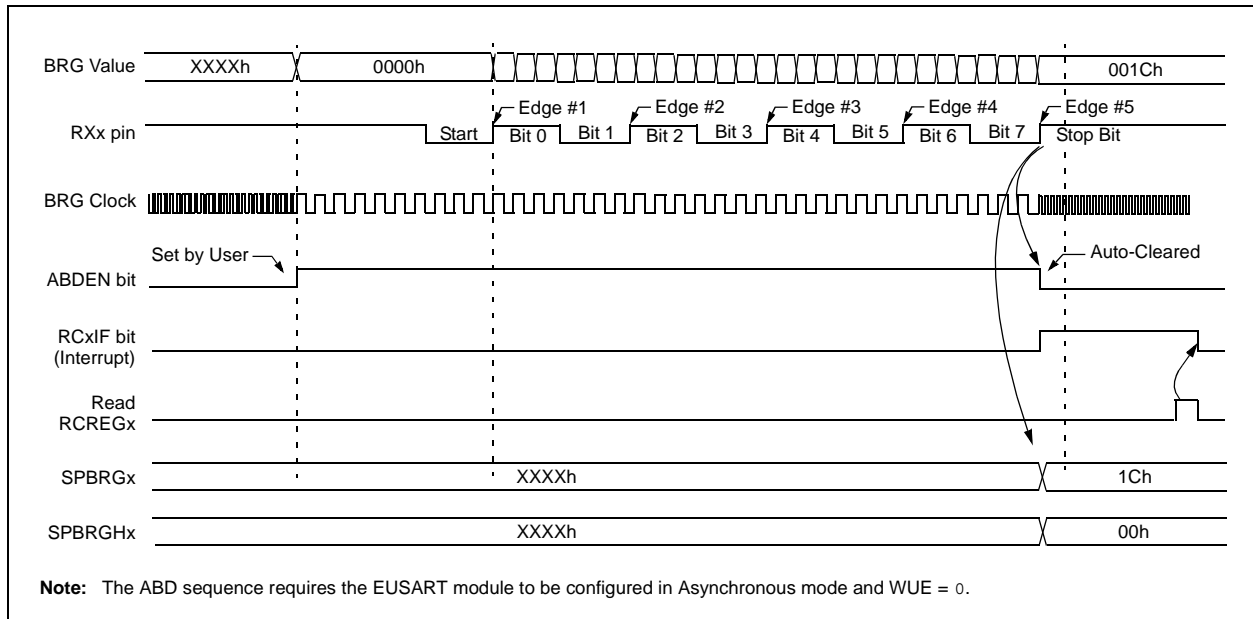 BRG Value XXXXh 0000h 001Ch
Edge #1 Edge #2 Edge #3 Edge #4 Edge #5
RXx pin Start Bit 0 Bit 1 Bit 2 Bit 3 Bit 4 Bit 5 Bit 6 Bit 7 Stop Bit
BRG Clock
Set by User Auto-Cleared
ABDEN bit
RCxIF bit
(Interrupt)
Read
RCREGx
SPBRGx XXXXh 1Ch
SPBRGHx XXXXh 00h
Note: The ABD sequence requires the EUSART module to be configured in Asynchronous mode and WUE = 0.